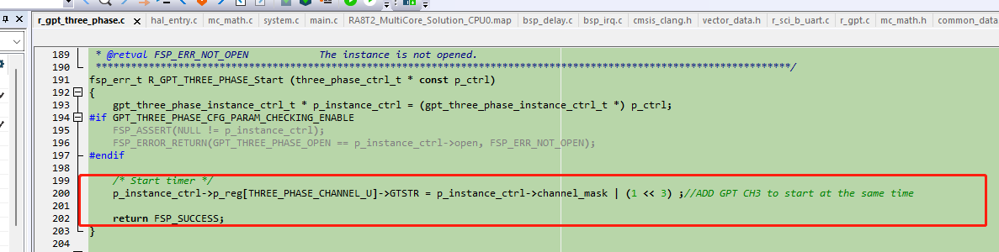 r_gpt_three_phase.c hal_entry.c mc_math.c system.c main.c RA8T2_MultiCore_Solution_CPU0.map bsp_delay.c bsp_irq.c cmsis_clang.h vector_data.h r_sci_b_uart.c r_gpt.c mc_math.h common_data
189 * @retval FSP_ERR_NOT_OPEN The instance is not opened.
190 **********************************************************************************************************************/
191 fsp_err_t R_GPT_THREE_PHASE_Start (three_phase_ctrl_t * const p_ctrl)
192 {
193 gpt_three_phase_instance_ctrl_t * p_instance_ctrl = (gpt_three_phase_instance_ctrl_t *) p_ctrl;
194 #if GPT_THREE_PHASE_CFG_PARAM_CHECKING_ENABLE
195 FSP_ASSERT(NULL != p_instance_ctrl);
196 FSP_ERROR_RETURN(GPT_THREE_PHASE_OPEN == p_instance_ctrl->open, FSP_ERR_NOT_OPEN);
197 #endif
198
199 /* Start timer */
200 p_instance_ctrl->p_reg[THREE_PHASE_CHANNEL_U]->GTSTR = p_instance_ctrl->channel_mask | (1 << 3) ;//ADD GPT CH3 to start at the same time
201
202 return FSP_SUCCESS;
203 }
204